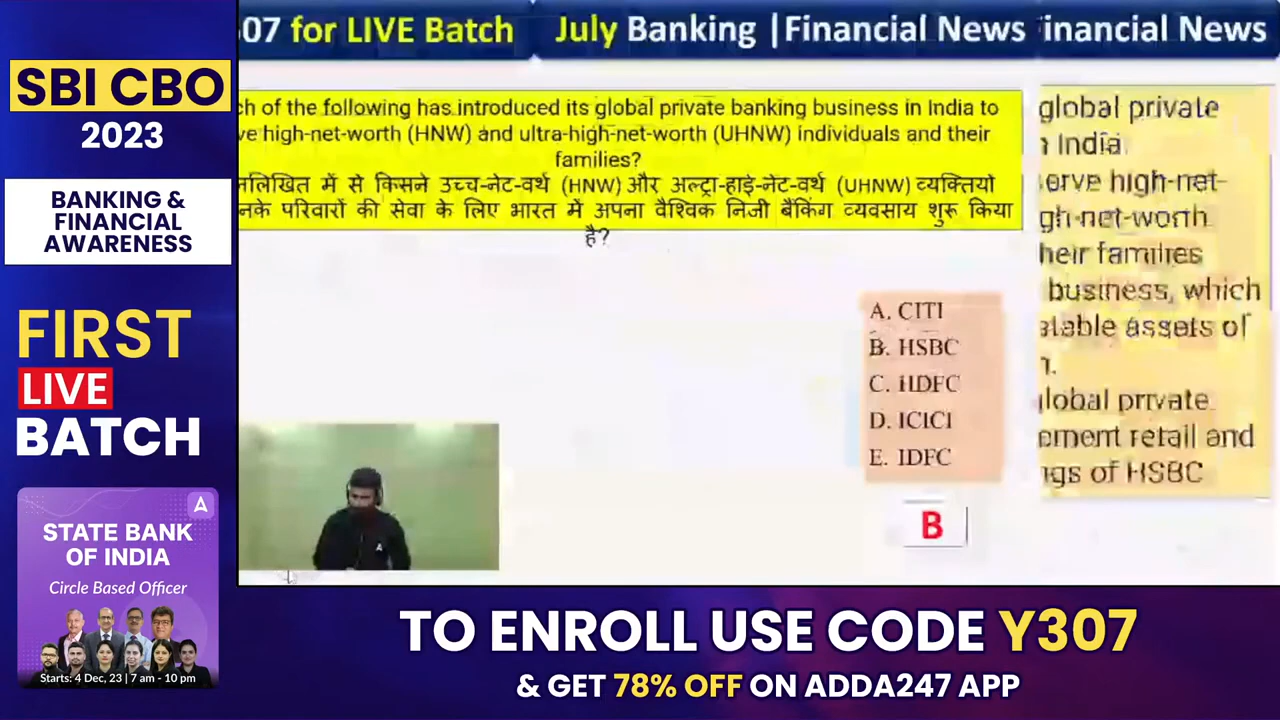 SBI CBO
2023
BANKING &
FINANCIAL
AWARENESS
FIRST
LIVE
BATCH
STATE BANK
OF INDIA
Circle Based Officer
Starts: 4 Dec, 23 | 7 am - 10 pm
07 for LIVE Batch
July Banking |Financial News
inancial News
ch of the following has introduced its global private banking business in India to
ve high-net-worth (HNW) and ultra-high-net-worth (UHNW) individuals and their
families?
नलिखित में से किसने उच्च-नेट-वर्थ (HNW) और अल्ट्रा-हाई-नेट-वर्थ (UHNW) व्यक्तियों
नके परिवारों की सेवा के लिए भारत में अपना वैश्विक निजी बैंकिंग व्यवसाय शुरू किया
है?
A. CITI
B. HSBC
C. HDFC
D. ICICI
E. IDFC
B
global private
India
erve high-net-
gh-net-worth
heir families
business, which
assets of
lobal private
ement retail and
ngs of HSBC
TO ENROLL USE CODE Y307
& GET 78% OFF ON ADDA247 APP